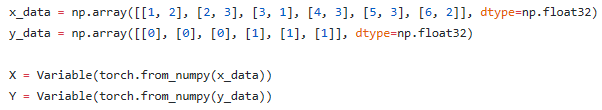 x_data = np.array([[1, 2], [2, 3], [3, 1], [4, 3], [5, 3], [6, 2]], dtype=np.float32)
y_data = np.array([[0], [0], [0], [1], [1], [1]], dtype=np.float32)
X = Variable(torch.from_numpy(x_data))
Y = Variable(torch.from_numpy(y_data))